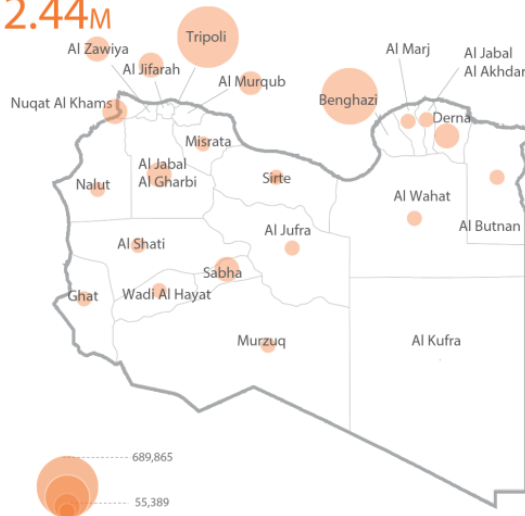 2.44M
Al Zawiya
Al Jifarah
Tripoli
Al Murqub
Nuqat Al Khams
Al Marj
Al Jabal
Al Akhdar
Benghazi
Derna
Misrata
Al Jabal
Al Gharbi
Nalut
Sirte
Al Wahat
Al Butnan
Al Jufra
Al Shati
Sabha
Ghat
Wadi Al Hayat
Murzuq
Al Kufra
689,865
55,389